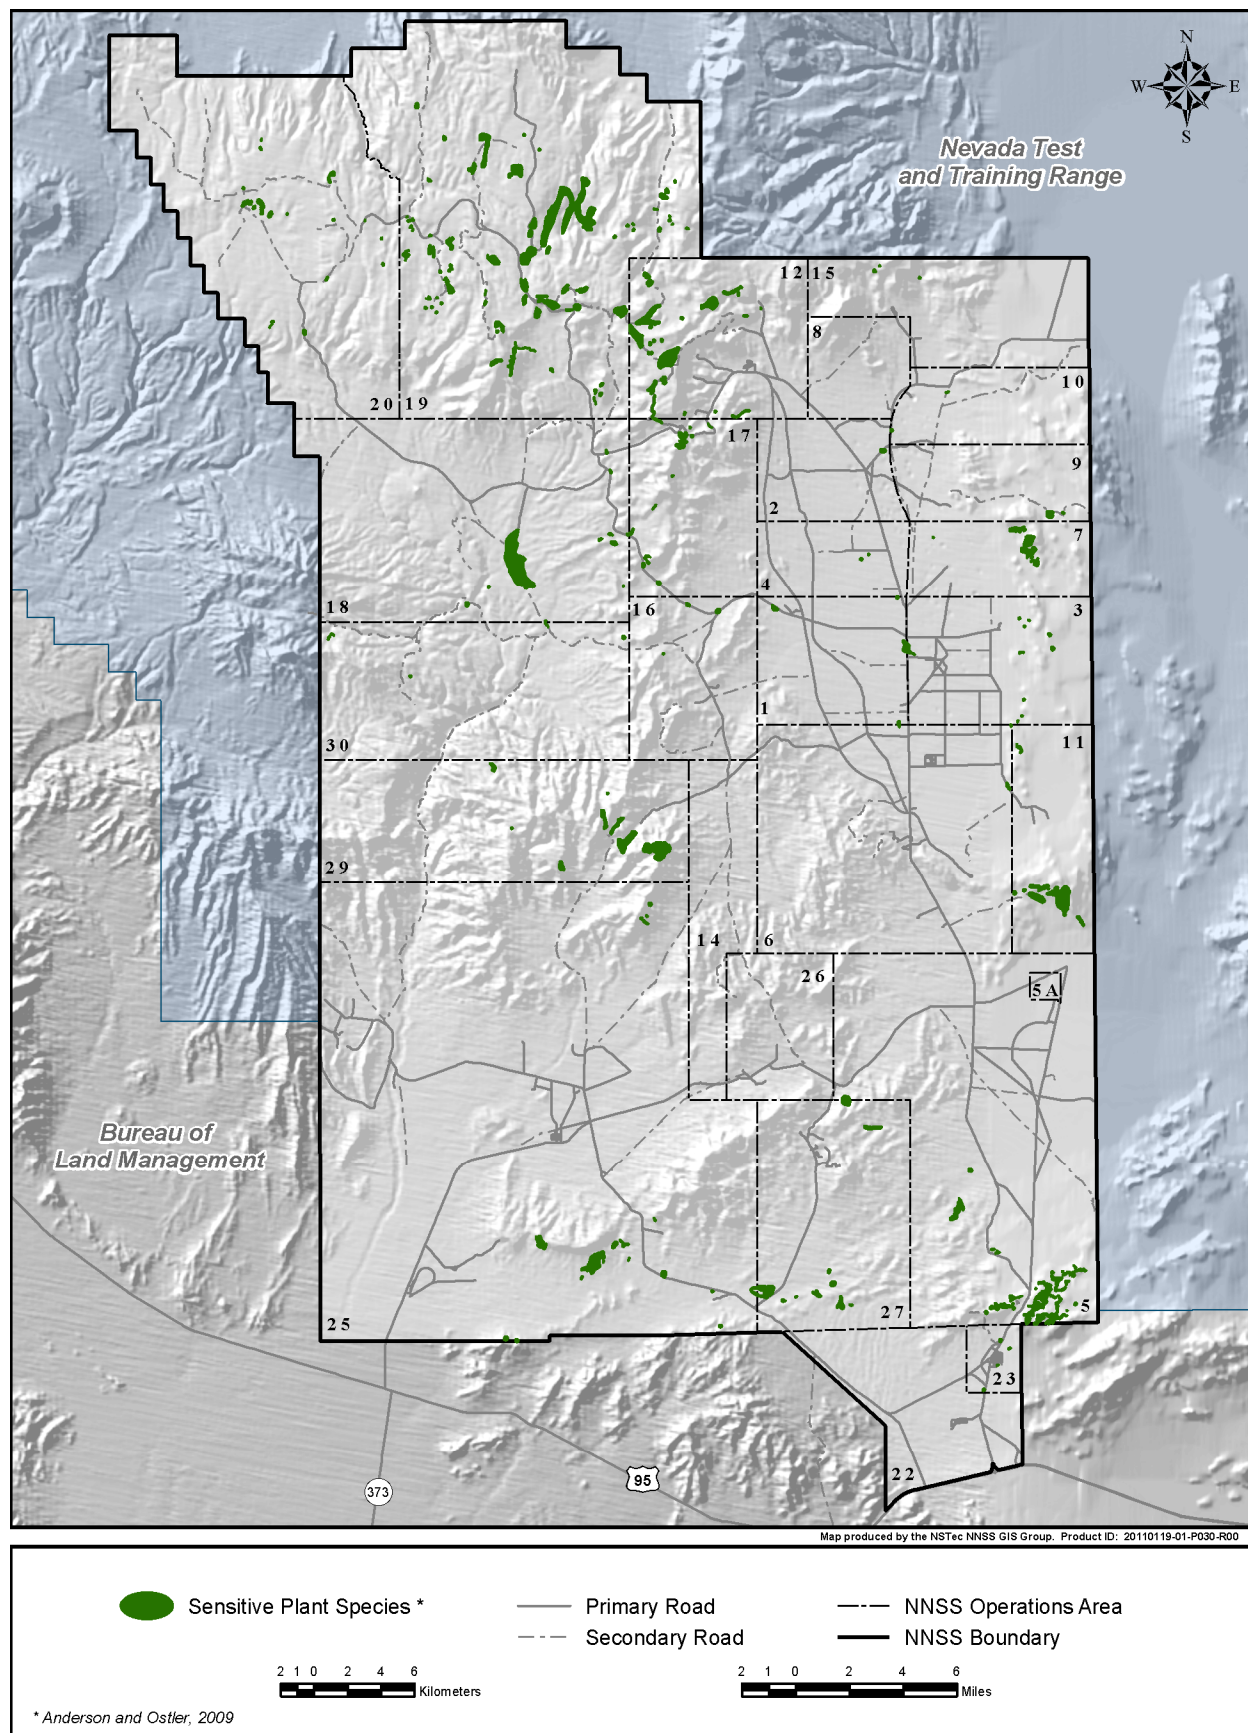 N
W
E
S
Nevada Test
and Training Range
12
15
8
10
20
19
17
9
2
7
4
18
16
3
1
30
11
29
14
6
26
5A
Bureau of
Land Management
25
27
5
23
22
95
373
Map produced by the NSTec NNSS GIS Group. Product ID: 20110119-01-P030-R00
Sensitive Plant Species *
Primary Road
NNSS Operations Area
Secondary Road
NNSS Boundary
2 1 0 2 4 6
Kilometers
2 1 0 2 4 6
Miles
* Anderson and Ostler, 2009